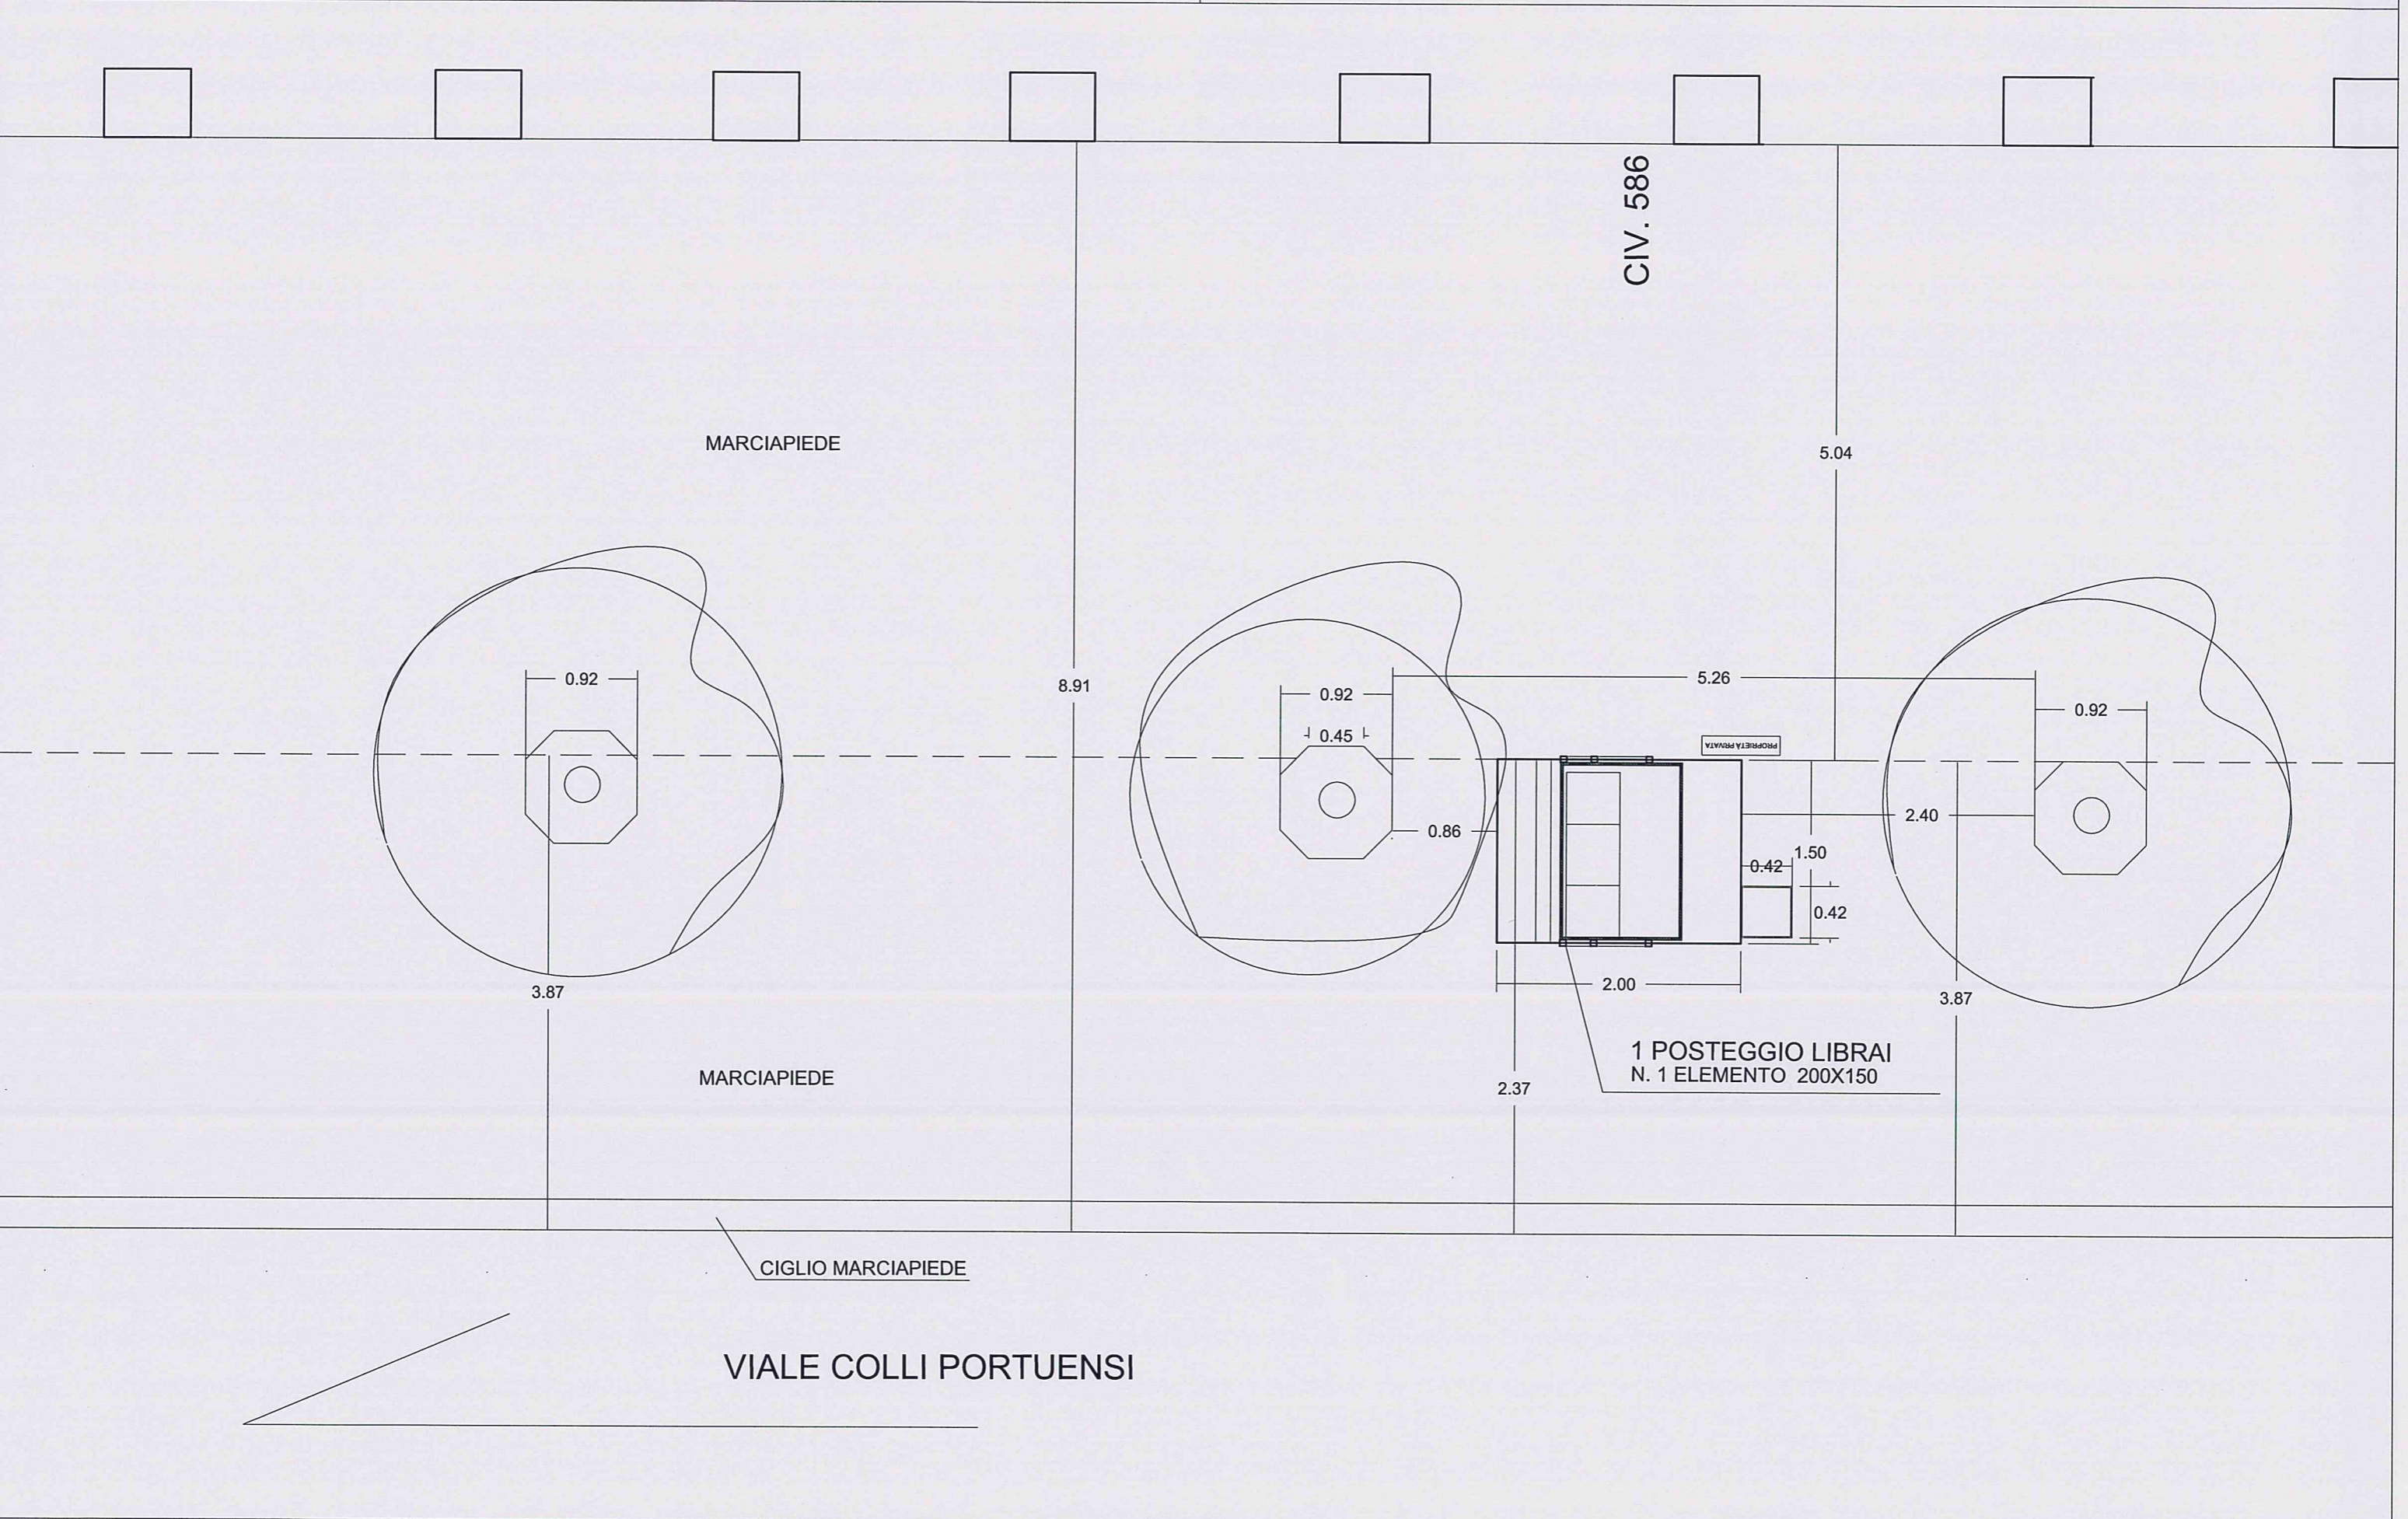 CIV. 586
MARCIAPIEDE
5.04
0.92
8.91
0.92
5.26
0.92
0.45
PROPRIETÀ PRIVATA
0.86
2.40
1.50
0.42
0.42
2.00
3.87
3.87
1 POSTEGGIO LIBRAI
N. 1 ELEMENTO 200X150
MARCIAPIEDE
2.37
CIGLIO MARCIAPIEDE
VIALE COLLI PORTUENSI